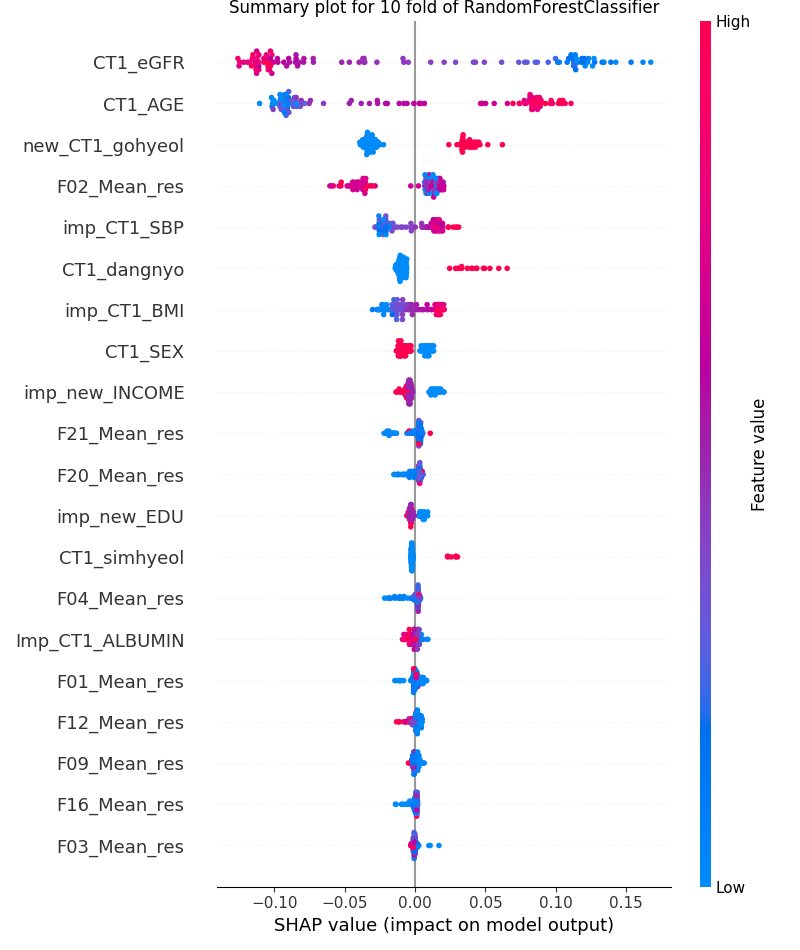 Summary plot for 10 fold of RandomForestClassifier
High
CT1_eGFR
CT1_AGE
new_CT1_gohyeol
F02_Mean_res
imp_CT1_SBP
CT1_dangnyo
imp_CT1_BMI
CT1_SEX
imp_new_INCOME
F21_Mean_res
F20_Mean_res
imp_new_EDU
CT1_simhyeol
F04_Mean_res
Imp_CT1_ALBUMIN
F01_Mean_res
F12_Mean_res
F09_Mean_res
F16_Mean_res
F03_Mean_res
Feature value
Low
−0.10 −0.05 0.00 0.05 0.10 0.15
SHAP value (impact on model output)